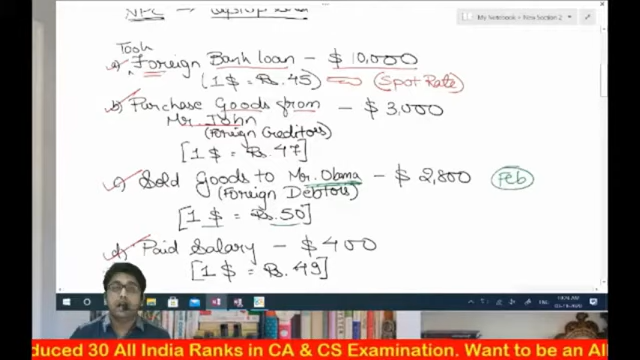 My Notebook > New Section 2
Took
a) Foreign Bank loan - $ 10,000
(1 $ = Rs. 45) (Spot Rate)
b) Purchase Goods from - $ 3,000
Mr. John
(Foreign Creditors)
[1 $ = Rs. 47]
c) Sold Goods to Mr. Obama - $ 2,800 Feb
(Foreign Debtors)
[1 $ = Rs. 50]
d) Paid Salary - $ 400
[1 $ = Rs. 49]
duced 30 All India Ranks in CA & CS Examination. Want to be an All